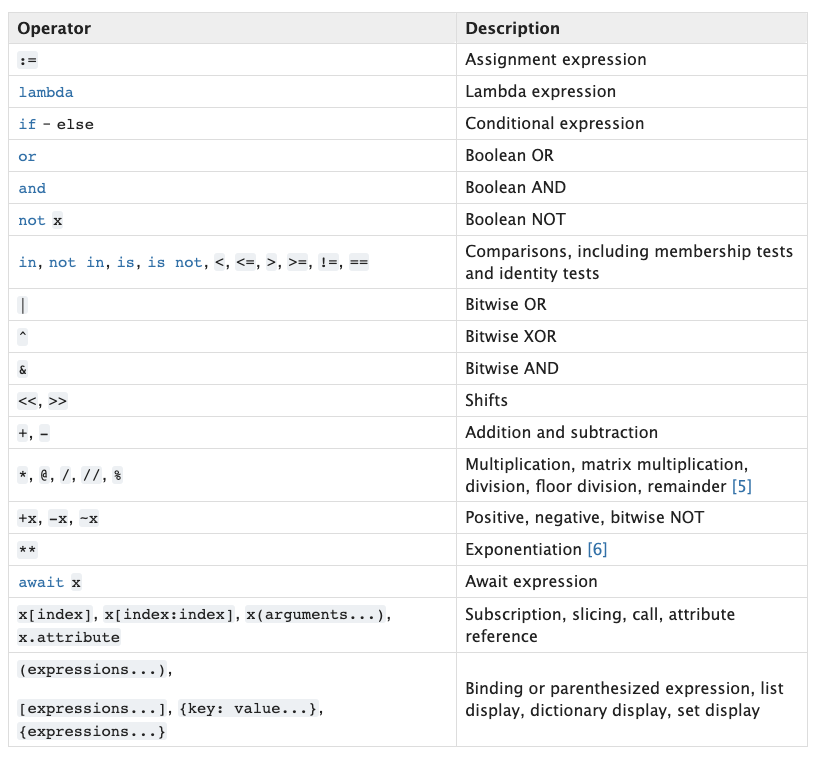 Operator Description
:= Assignment expression
lambda Lambda expression
if – else Conditional expression
or Boolean OR
and Boolean AND
not x Boolean NOT
in, not in, is, is not, <, <=, >, >=, !=, == Comparisons, including membership tests
and identity tests
| Bitwise OR
^ Bitwise XOR
& Bitwise AND
<<, >> Shifts
+, - Addition and subtraction
*, @, /, //, % Multiplication, matrix multiplication,
division, floor division, remainder [5]
+x, -x, ~x Positive, negative, bitwise NOT
** Exponentiation [6]
await x Await expression
x[index], x[index:index], x(arguments...), Subscription, slicing, call, attribute
x.attribute reference
(expressions...),
[expressions...], {key: value...},
{expressions...}
Binding or parenthesized expression, list
display, dictionary display, set display